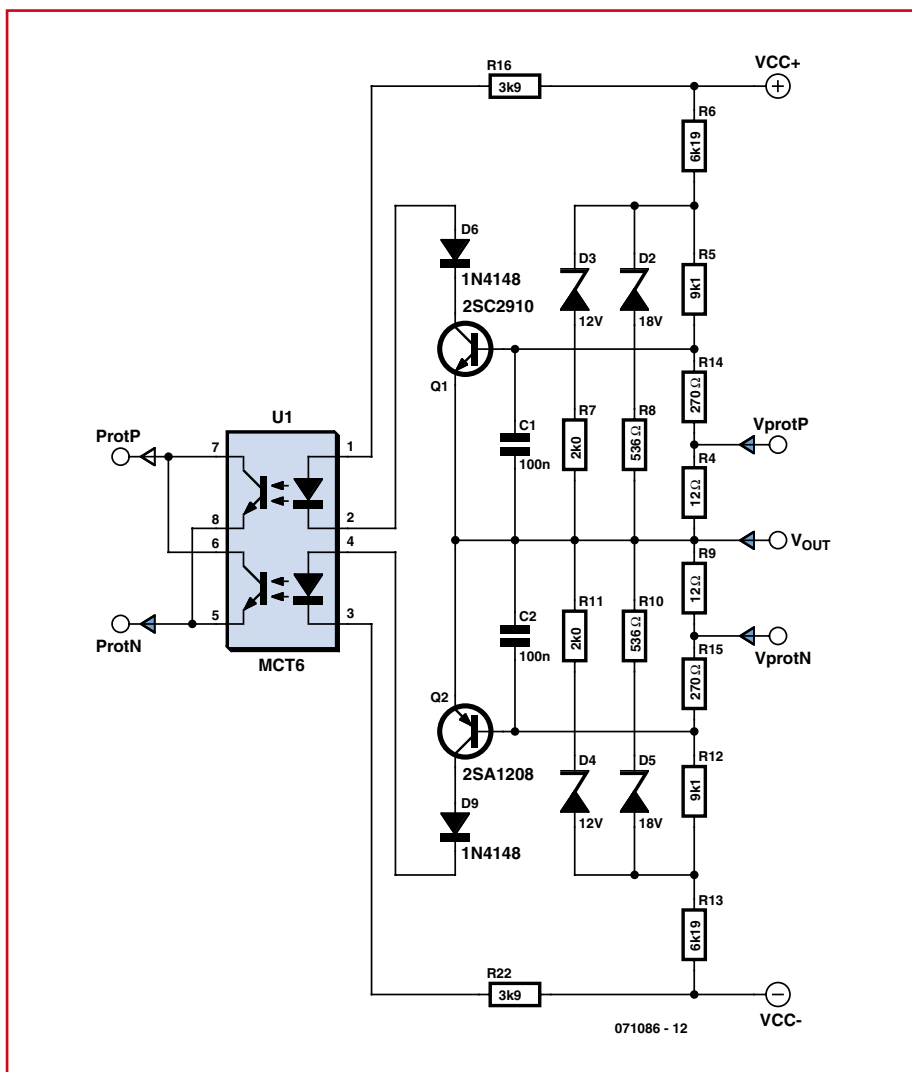 R16
3k9
VCC+
R6
6k19
D6
1N4148
D3
12V
D2
18V
R5
9k1
2SC2910
Q1
R14
270Ω
U1
ProtP
7
1
8
2
6
4
5
3
ProtN
MCT6
C1
100n
R7
2k0
R8
536Ω
VprotP
R4
12Ω
VOUT
R9
12Ω
C2
100n
R11
2k0
R10
536Ω
VprotN
R15
270Ω
Q2
2SA1208
D4
12V
D5
18V
R12
9k1
D9
1N4148
R13
6k19
R22
3k9
VCC-
071086 - 12